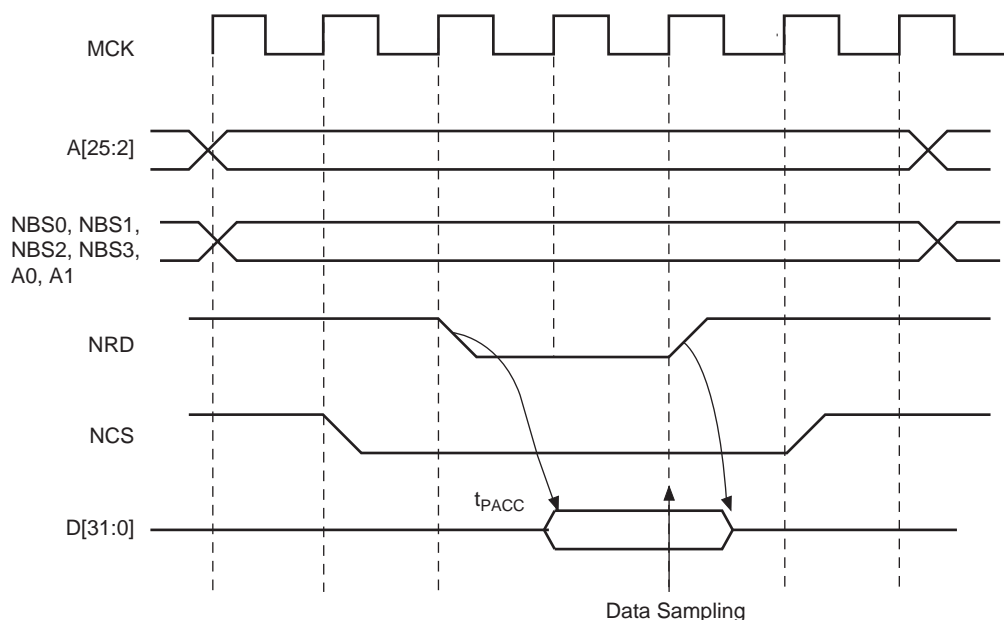 MCK
A[25:2]
NBS0, NBS1,
NBS2, NBS3,
A0, A1
NRD
NCS
tPACC
D[31:0]
Data Sampling